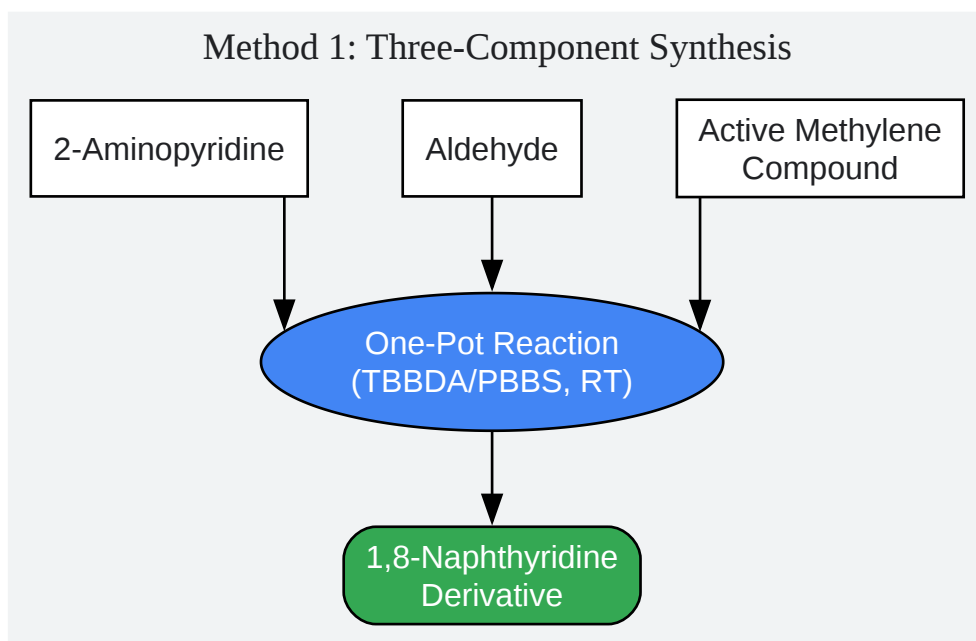 Method 1: Three-Component Synthesis
2-Aminopyridine
Aldehyde
Active Methylene
Compound
One-Pot Reaction
(TBBDA/PBBS, RT)
1,8-Naphthyridine
Derivative